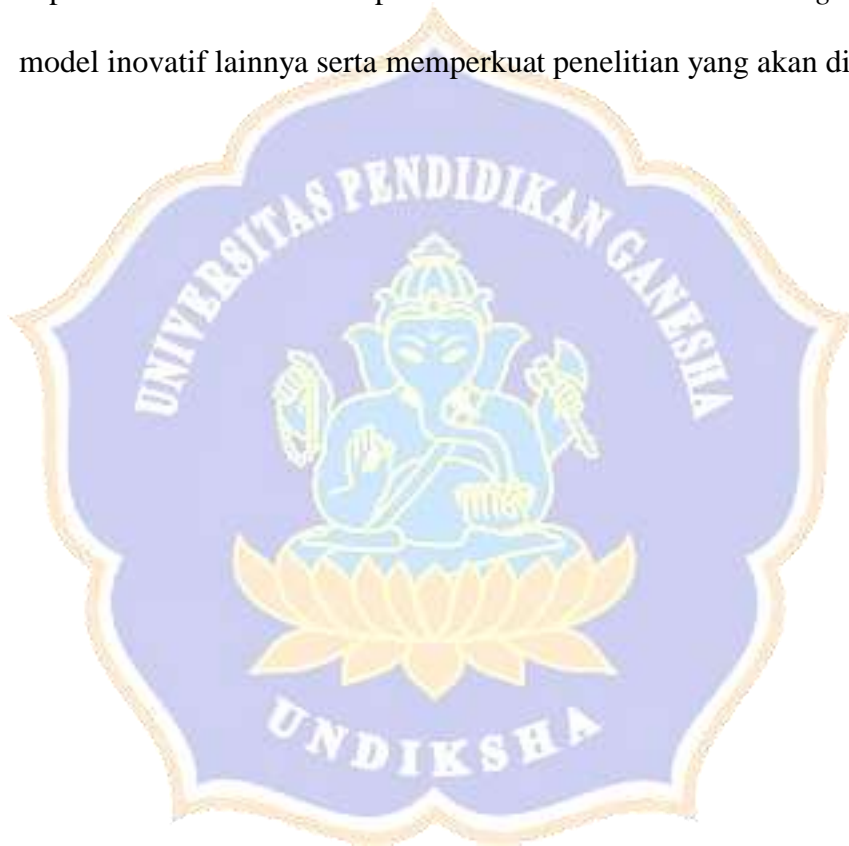 model inovatif lainnya serta memperkuat penelitian yang akan di
UNIVERSITAS PENDIDIKAN GANESHA
UNDIKSHA